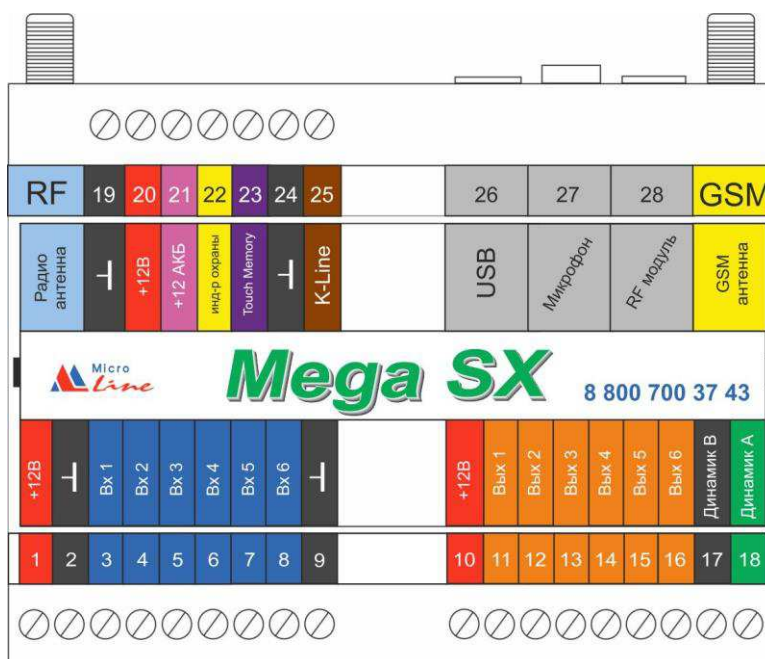 RF 19 20 21 22 23 24 25 26 27 28 GSM
Радио антенна
+12В
+12 АКБ
инд-р охраны
Touch Memory
K-Line
USB
Микрофон
RF модуль
GSM антенна
Micro Line
Mega SX
8 800 700 37 43
+12В
Вх 1
Вх 2
Вх 3
Вх 4
Вх 5
Вх 6
+12В
Вых 1
Вых 2
Вых 3
Вых 4
Вых 5
Вых 6
Динамик В
Динамик А
1 2 3 4 5 6 7 8 9 10 11 12 13 14 15 16 17 18